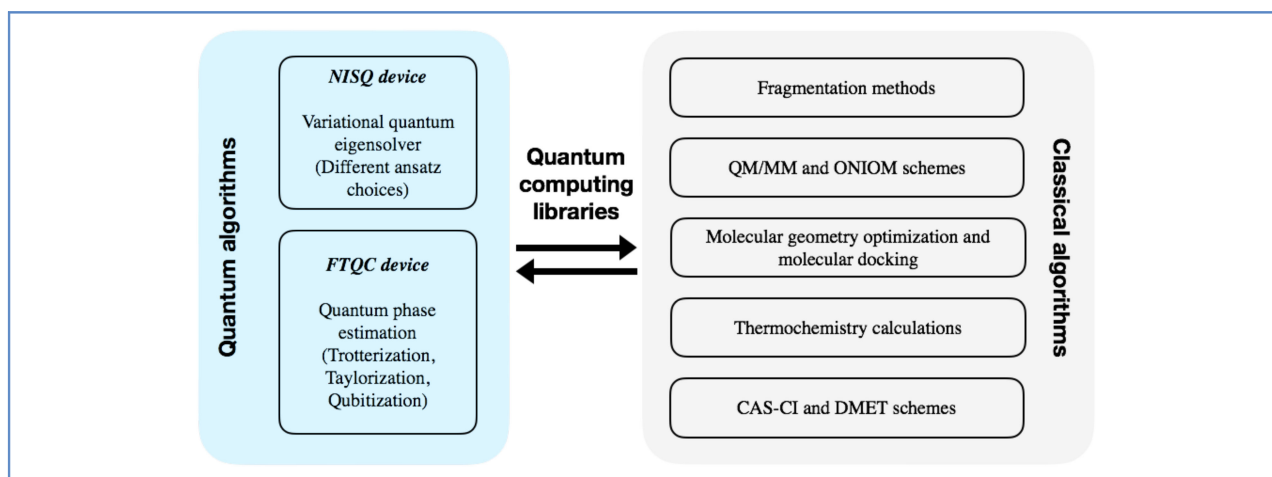 Quantum algorithms
NISQ device
Variational quantum
eigensolver
(Different ansatz
choices)
FTQC device
Quantum phase
estimation
(Trotterization,
Taylorization,
Qubitization)
Quantum
computing
libraries
Fragmentation methods
QM/MM and ONIOM schemes
Molecular geometry optimization and
molecular docking
Thermochemistry calculations
CAS-CI and DMET schemes
Classical algorithms